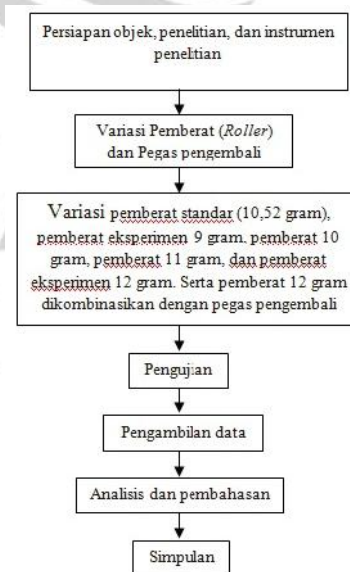 Persiapan objek, penelitian, dan instrumen
penelitian
Variasi Pemberat (Roller)
dan Pegas pengembali
Variasi pemberat standar (10,52 gram),
pemberat eksperimen 9 gram. pemberat 10
gram, pemberat 11 gram, dan pemberat
eksperimen 12 gram. Serta pemberat 12 gram
dikombinasikan dengan pegas pengembali
Pengujian
Pengambilan data
Analisis dan pembahasan
Simpulan